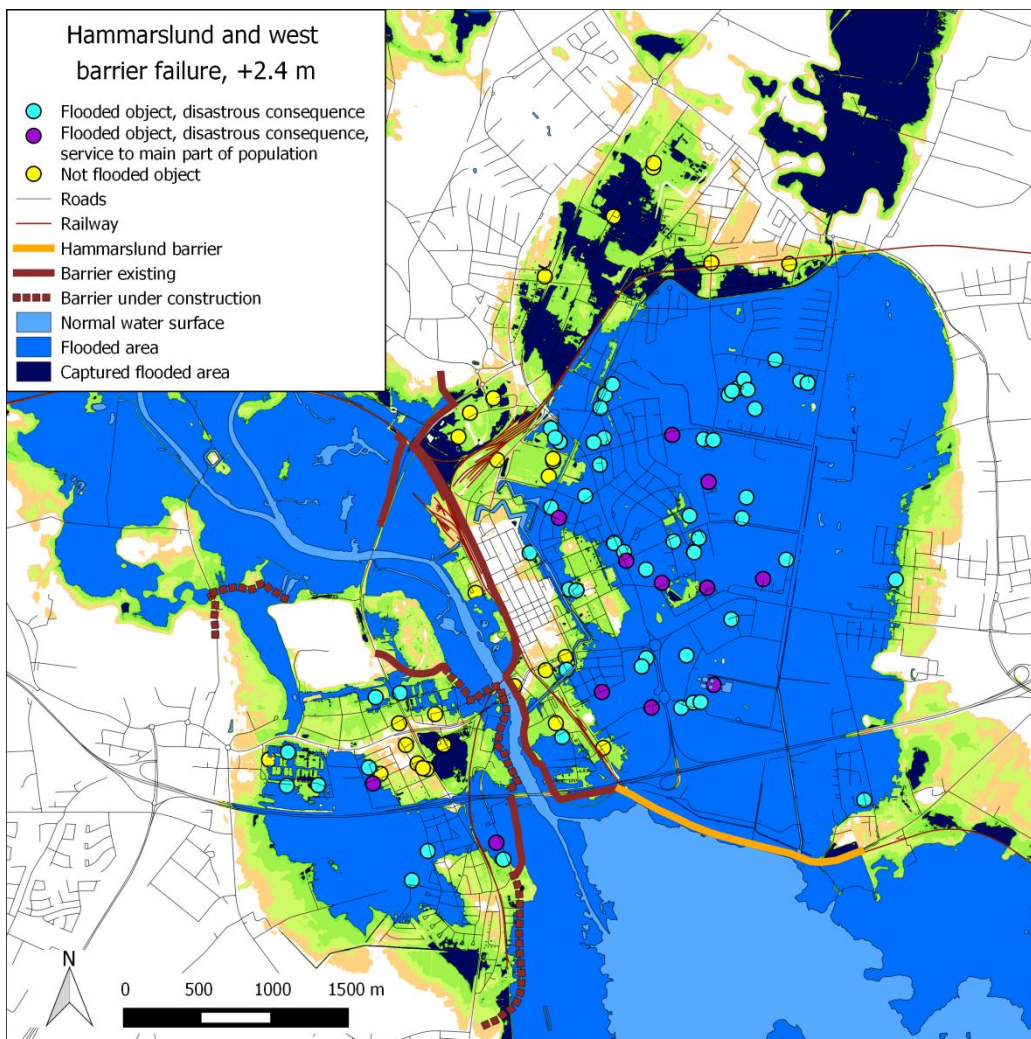 Hammarslund and west
barrier failure, +2.4 m
Flooded object, disastrous consequence
Flooded object, disastrous consequence,
service to main part of population
Not flooded object
Roads
Railway
Hammarslund barrier
Barrier existing
Barrier under construction
Normal water surface
Flooded area
Captured flooded area
N
0 500 1000 1500 m